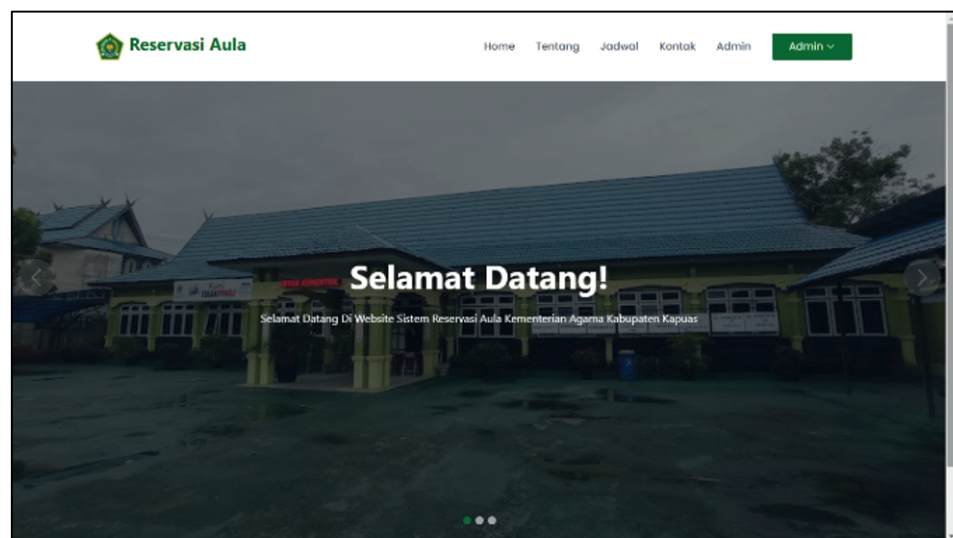 Reservasi Aula
Home Tentang Jadwal Kontak Admin Admin
Selamat Datang!
Selamat Datang Di Website Sistem Reservasi Aula Kementerian Agama Kabupaten Kapuas